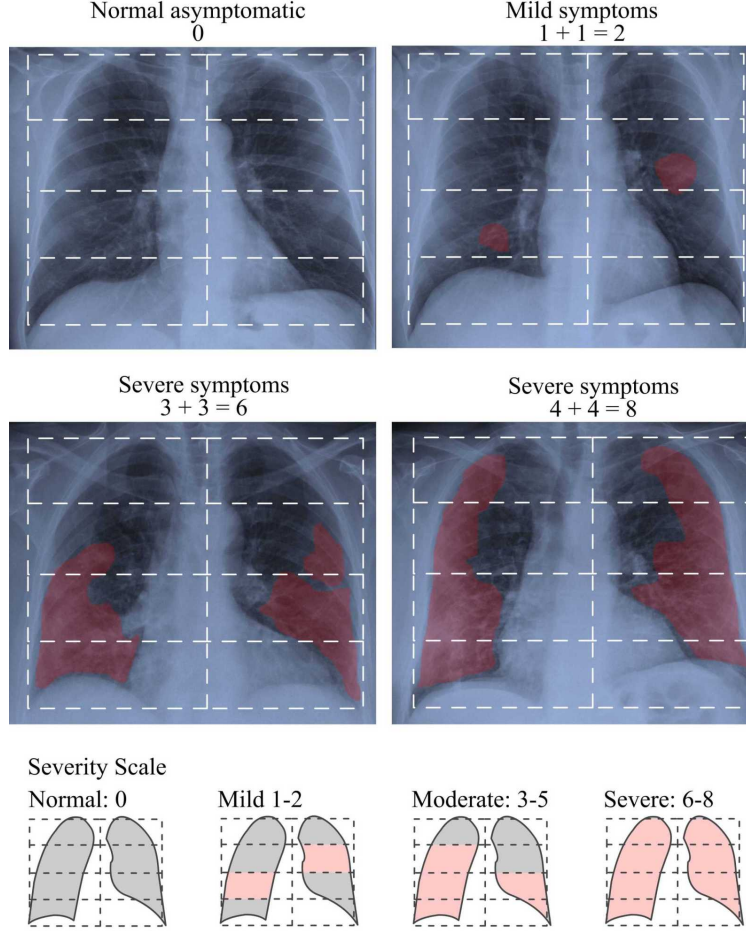 Normal asymptomatic
0
Mild symptoms
1 + 1 = 2
Severe symptoms
3 + 3 = 6
Severe symptoms
4 + 4 = 8
Severity Scale
Normal: 0
Mild 1-2
Moderate: 3-5
Severe: 6-8